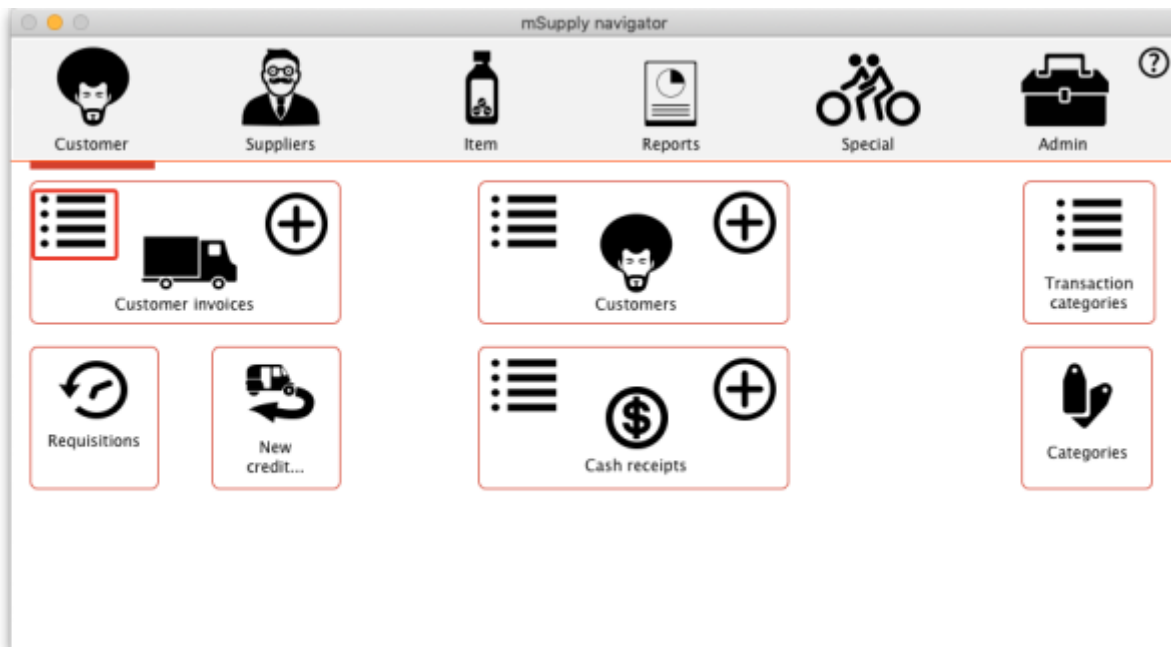 mSupply navigator
?
Customer
Suppliers
Item
Reports
Special
Admin
Customer invoices
Customers
Transaction
categories
Requisitions
New
credit...
$
Cash receipts
Categories